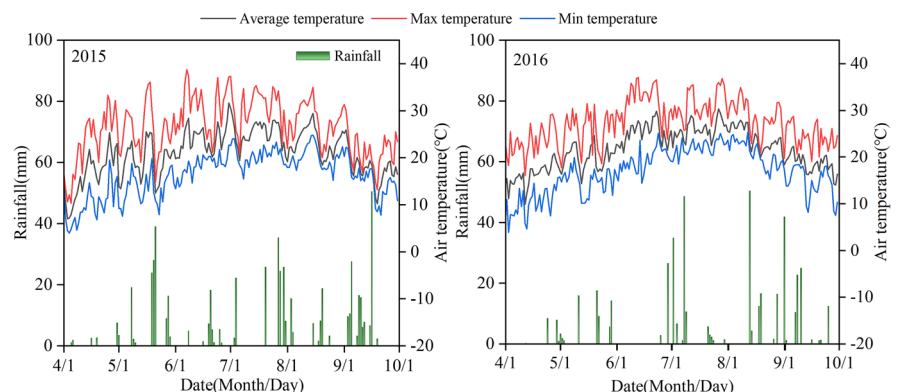 Average temperature Max temperature Min temperature
100 40 100 40
2015 Rainfall 2016
80 30 80 30
60 20 60 20
10 10
40 0 40 0
20 -10 20 -10
0 -20 0 -20
4/1 5/1 6/1 7/1 8/1 9/1 10/1 4/1 5/1 6/1 7/1 8/1 9/1 10/1
Date(Month/Day) Date(Month/Day)
Rainfall(mm)
Air temperature(°C)
Rainfall(mm)
Air temperature(°C)